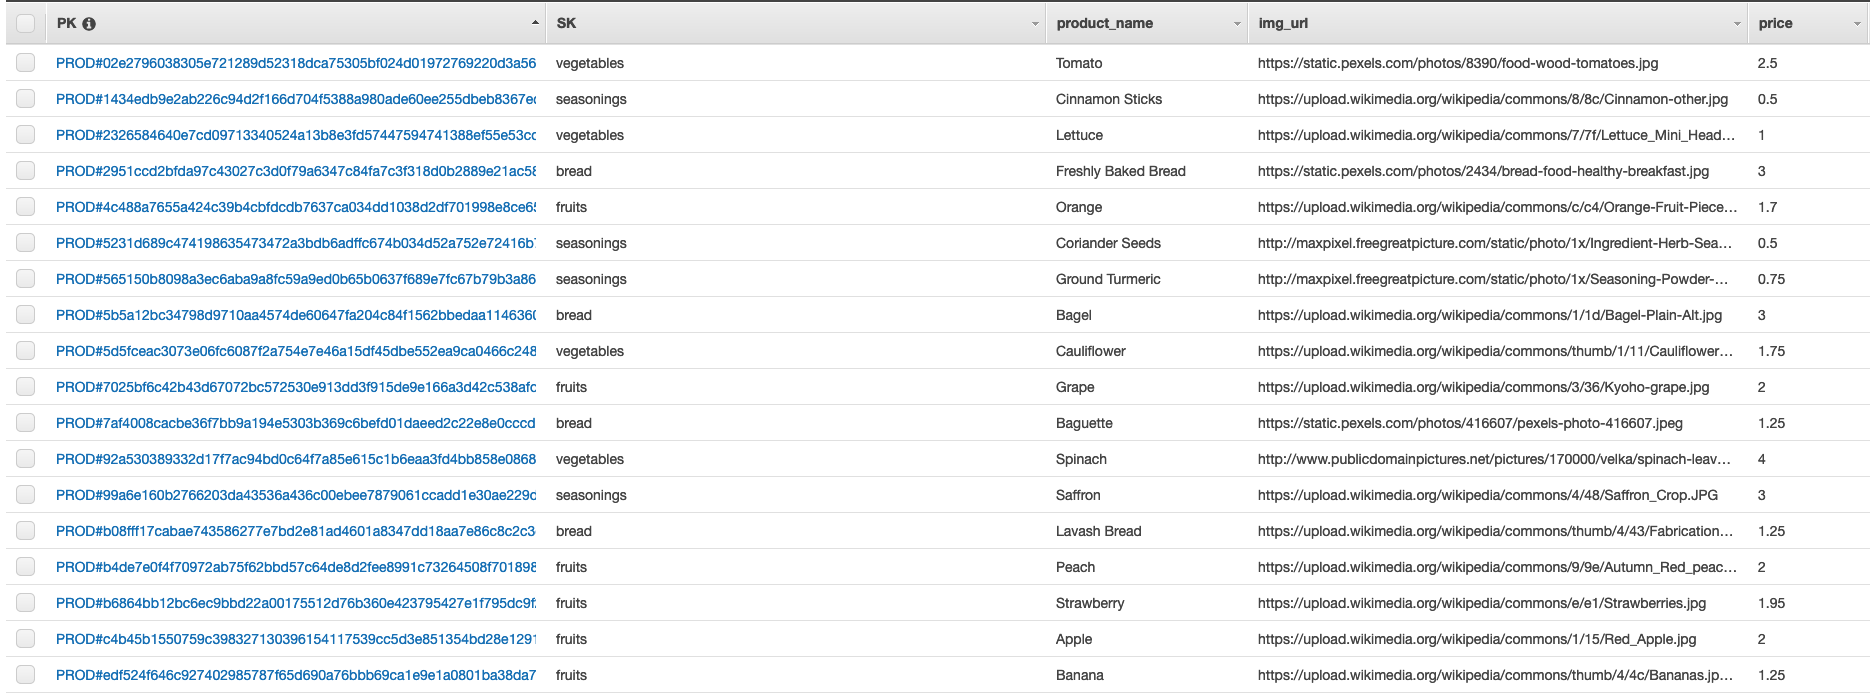 PK SK product_name img_url price
PROD#02e2796038305e721289d52318dca75305bf024d01972769220d3a56 vegetables Tomato https://static.pexels.com/photos/8390/food-wood-tomatoes.jpg 2.5
PROD#1434edb9e2ab226c94d2f166d704f5388a980ade60ee255dbeb8367ec seasonings Cinnamon Sticks https://upload.wikimedia.org/wikipedia/commons/8/8c/Cinnamon-other.jpg 0.5
PROD#2326584640e7cd09713340524a13b8e3fd57447594741388ef55e53cc vegetables Lettuce https://upload.wikimedia.org/wikipedia/commons/7/7f/Lettuce_Mini_Head... 1
PROD#2951ccd2bfda97c43027c3d0f79a6347c84fa7c3f318d0b2889e21ac58 bread Freshly Baked Bread https://static.pexels.com/photos/2434/bread-food-healthy-breakfast.jpg 3
PROD#4c488a7655a424c39b4cbfdcdb7637ca034dd1038d2df701998e8ce65 fruits Orange https://upload.wikimedia.org/wikipedia/commons/c/c4/Orange-Fruit-Piece... 1.7
PROD#5231d689c474198635473472a3bdb6adffc674b034d52a752e72416b7 seasonings Coriander Seeds http://maxpixel.freegreatpicture.com/static/photo/1x/Ingredient-Herb-Sea... 0.5
PROD#565150b8098a3ec6aba9a8fc59a9ed0b65b0637f689e7fc67b79b3a86 seasonings Ground Turmeric http://maxpixel.freegreatpicture.com/static/photo/1x/Seasoning-Powder-... 0.75
PROD#5b5a12bc34798d9710aa4574de60647fa204c84f1562bbedaa1146360 bread Bagel https://upload.wikimedia.org/wikipedia/commons/1/1d/Bagel-Plain-Alt.jpg 3
PROD#5d5fceac3073e06fc6087f2a754e7e46a15df45dbe552ea9ca0466c248 vegetables Cauliflower https://upload.wikimedia.org/wikipedia/commons/thumb/1/11/Cauliflower... 1.75
PROD#7025bf6c42b43d67072bc572530e913dd3f915de9e166a3d42c538afc fruits Grape https://upload.wikimedia.org/wikipedia/commons/3/36/Kyoho-grape.jpg 2
PROD#7af4008cacbe36f7bb9a194e5303b369c6befd01daeed2c22e8e0cccd bread Baguette https://static.pexels.com/photos/416607/pexels-photo-416607.jpeg 1.25
PROD#92a530389332d17f7ac94bd0c64f7a85e615c1b6eaa3fd4bb858e0868 vegetables Spinach http://www.publicdomainpictures.net/pictures/170000/velka/spinach-leav... 4
PROD#99a6e160b2766203da43536a436c00ebee7879061ccadd1e30ae229c seasonings Saffron https://upload.wikimedia.org/wikipedia/commons/4/48/Saffron_Crop.JPG 3
PROD#b08fff17cabae743586277e7bd2e81ad4601a8347dd18aa7e86c8c2c3 bread Lavash Bread https://upload.wikimedia.org/wikipedia/commons/thumb/4/43/Fabrication... 1.25
PROD#b4de7e0f4f70972ab75f62bbd57c64de8d2fee8991c73264508f701898 fruits Peach https://upload.wikimedia.org/wikipedia/commons/9/9e/Autumn_Red_peac... 2
PROD#b6864bb12bc6ec9bbd22a00175512d76b360e423795427e1f795dc9f fruits Strawberry https://upload.wikimedia.org/wikipedia/commons/e/e1/Strawberries.jpg 1.95
PROD#c4b45b1550759c398327130396154117539cc5d3e851354bd28e1291 fruits Apple https://upload.wikimedia.org/wikipedia/commons/1/15/Red_Apple.jpg 2
PROD#edf524f646c927402985787f65d690a76bbb69ca1e9e1a0801ba38da7 fruits Banana https://upload.wikimedia.org/wikipedia/commons/thumb/4/4c/Bananas.jp... 1.25